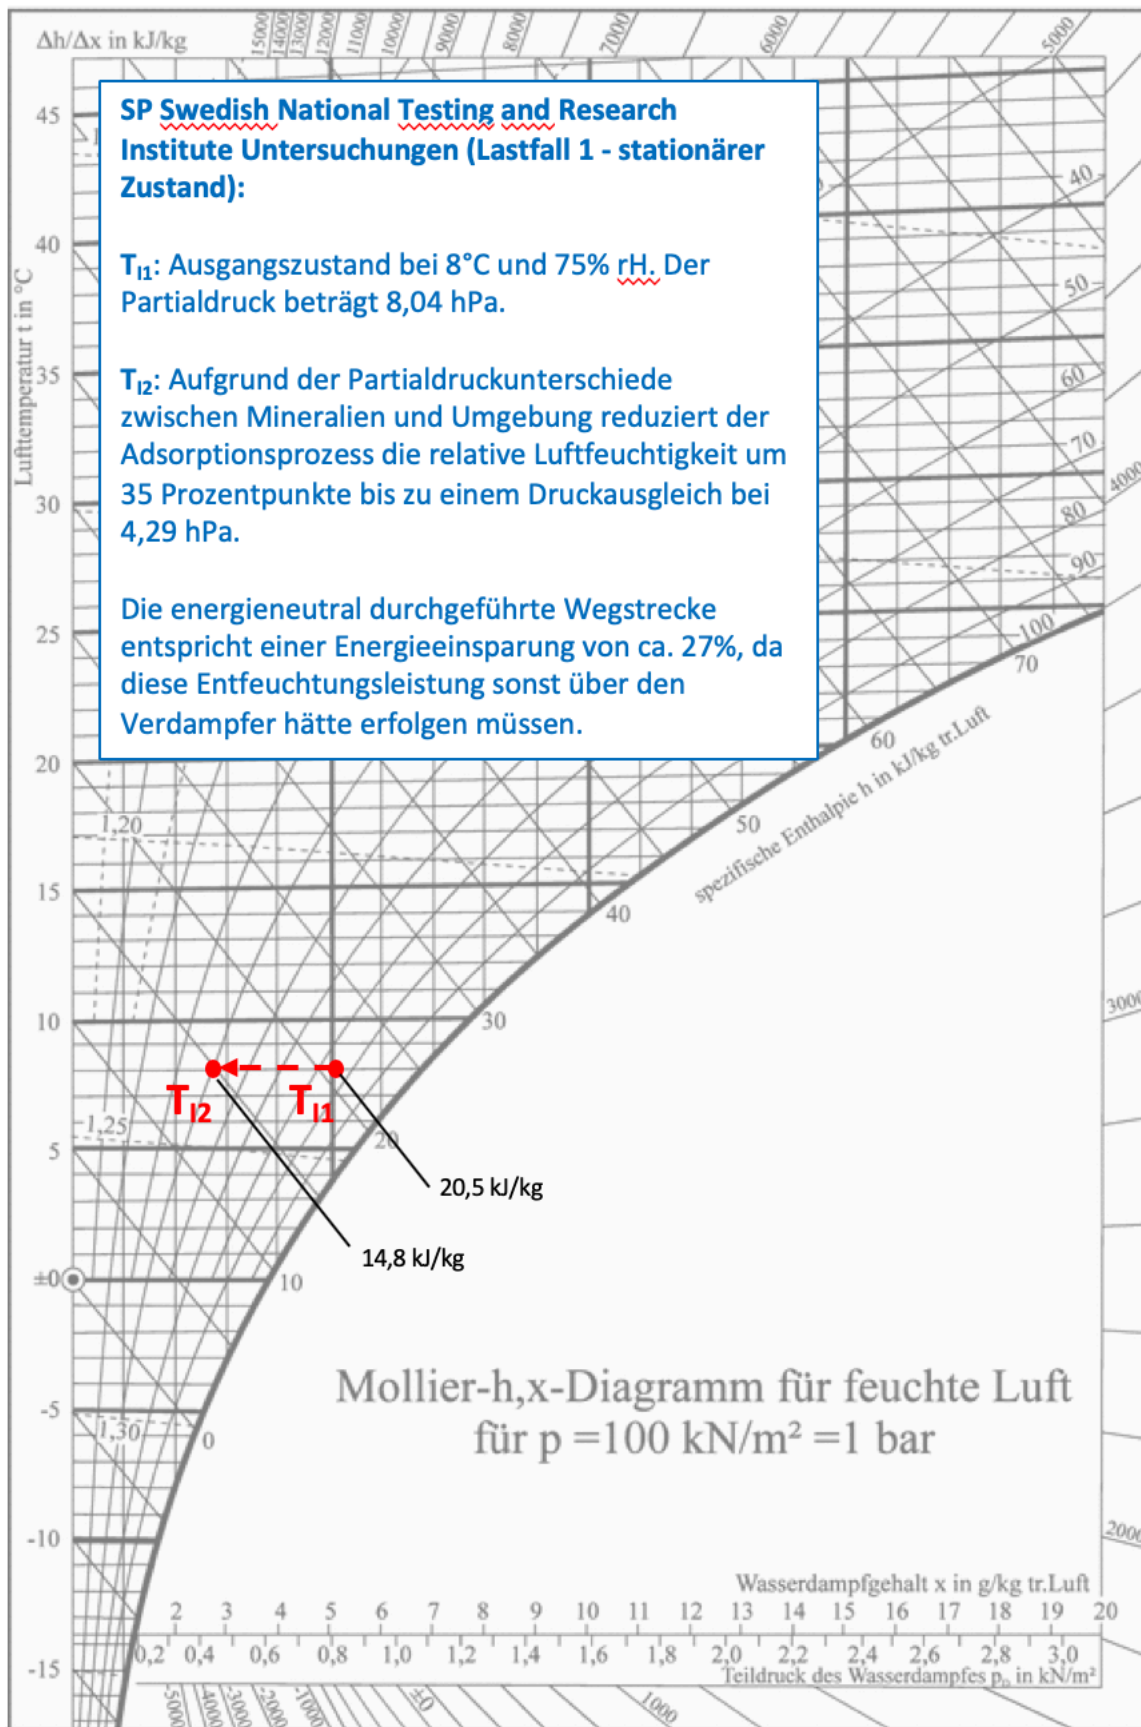 Δh/Δx in kJ/kg
15000
14000
13000
12000
11000
10000
9000
8000
7000
6000
5000
SP Swedish National Testing and Research
Institute Untersuchungen (Lastfall 1 - stationärer
Zustand):
T_l1: Ausgangszustand bei 8°C und 75% rH. Der
Partialdruck beträgt 8,04 hPa.
T_l2: Aufgrund der Partialdruckunterschiede
zwischen Mineralien und Umgebung reduziert der
Adsorptionsprozess die relative Luftfeuchtigkeit um
35 Prozentpunkte bis zu einem Druckausgleich bei
4,29 hPa.
Die energieneutral durchgeführte Wegstrecke
entspricht einer Energieeinsparung von ca. 27%, da
diese Entfeuchtungsleistung sonst über den
Verdampfer hätte erfolgen müssen.
Lufttemperatur t in °C
45
40
35
30
25
20
15
10
5
±0
-5
-10
-15
40
50
60
70
80
90
100
4000
3000
2000
70
60
50
40
30
20
10
0
spezifische Enthalpie h in kJ/kg tr.Luft
1,20
1,25
1,30
T_l2
T_l1
20,5 kJ/kg
14,8 kJ/kg
Mollier-h,x-Diagramm für feuchte Luft
für p =100 kN/m² =1 bar
Wasserdampfgehalt x in g/kg tr.Luft
2 3 4 5 6 7 8 9 10 11 12 13 14 15 16 17 18 19 20
0,2 0,4 0,6 0,8 1,0 1,2 1,4 1,6 1,8 2,0 2,2 2,4 2,6 2,8 3,0
Teildruck des Wasserdampfes p_D in kN/m²
-5000
-4000
-3000
-2000
-1000
±0
1000